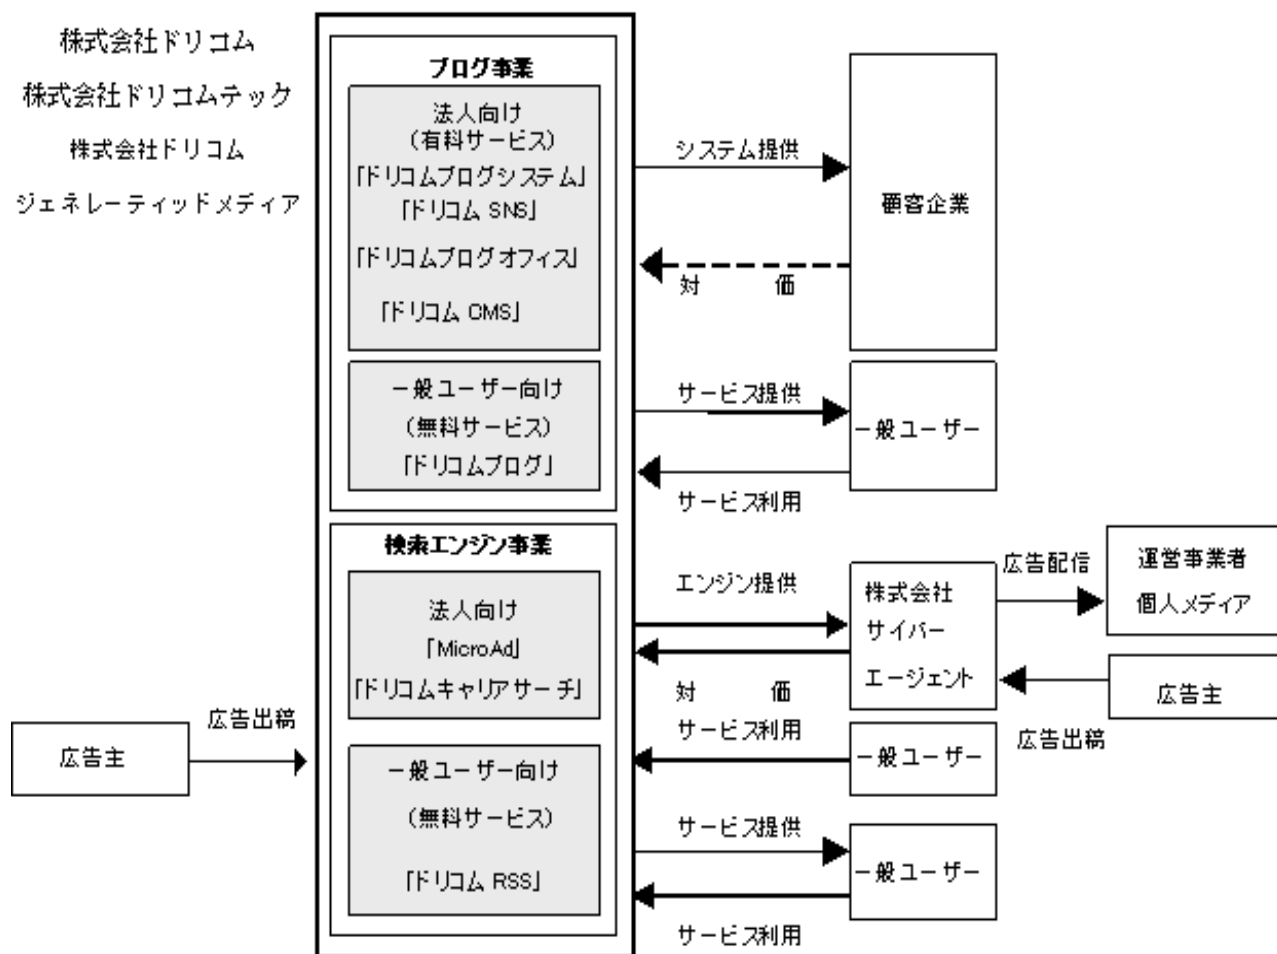 株式会社ドリコム
株式会社ドリコムテック
株式会社ドリコム
ジェネレーティッドメディア
ブログ事業
法人向け
（有料サービス）
「ドリコムブログシステム」
「ドリコム SNS」
「ドリコムブログオフィス」
「ドリコム CMS」
システム提供
対　価
顧客企業
一般ユーザー向け
（無料サービス）
「ドリコムブログ」
サービス提供
サービス利用
一般ユーザー
検索エンジン事業
法人向け
「MicroAd」
「ドリコムキャリアサーチ」
エンジン提供
対　価
株式会社
サイバー
エージェント
広告配信
運営事業者
個人メディア
広告主
広告出稿
サービス利用
一般ユーザー
広告出稿
広告主
一般ユーザー向け
（無料サービス）
「ドリコム RSS」
サービス提供
サービス利用
一般ユーザー